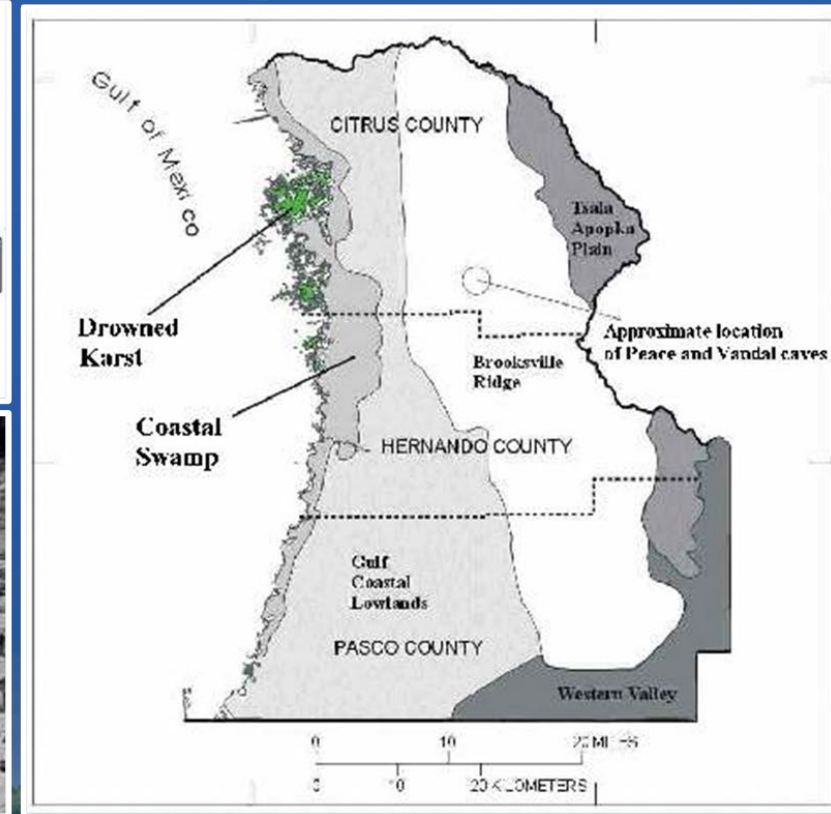 Gulf of Mexico
CITRUS COUNTY
Tsala
Apopka
Plain
Drowned
Karst
Approximate location
of Peace and Vandal caves
Brooksville
Ridge
Coastal
Swamp
HERNANDO COUNTY
Gulf
Coastal
Lowlands
PASCO COUNTY
Western Valley
0 10 20 MILES
0 10 20 KILOMETERS